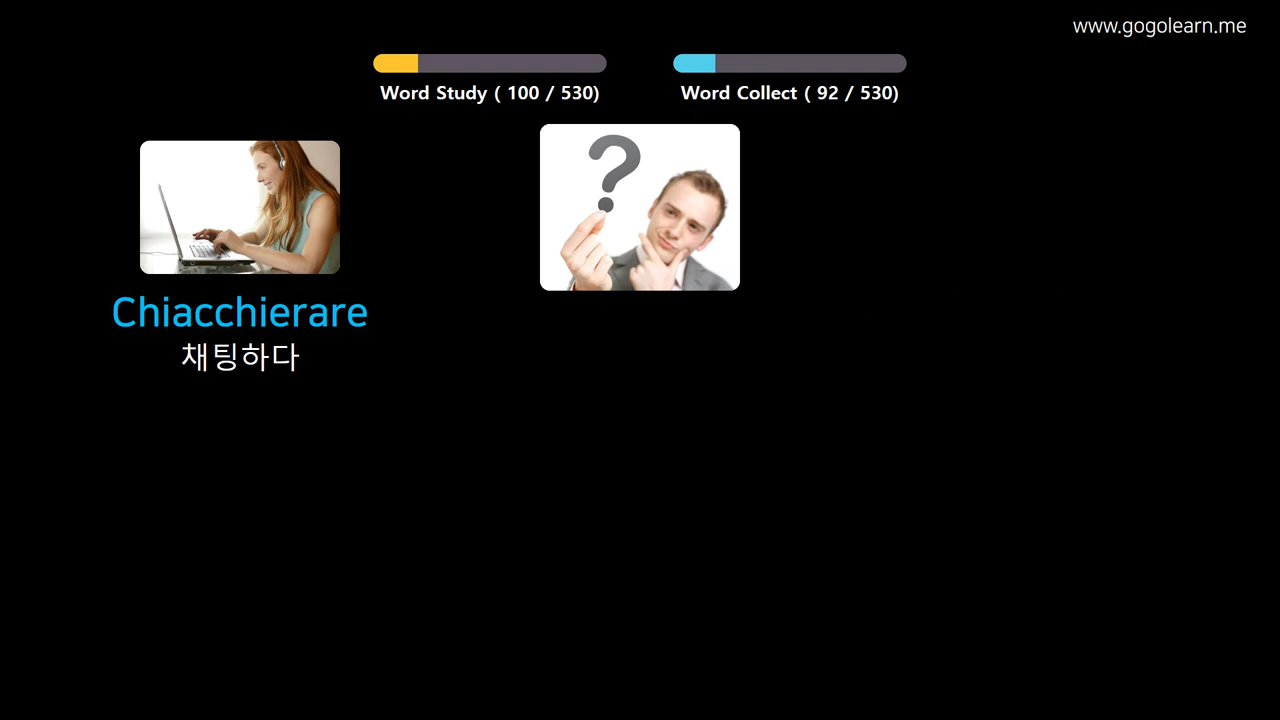 www.gogolearn.me
Word Study ( 100 / 530)
Word Collect ( 92 / 530)
?
Chiacchierare
채팅하다